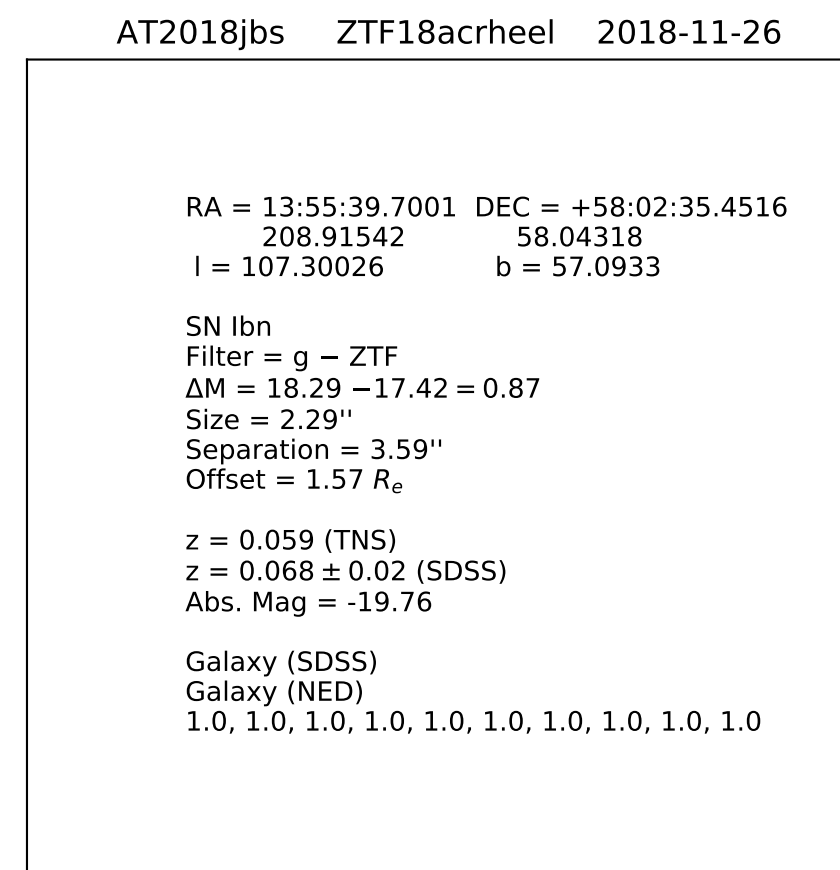 AT2018jbs ZTF18acrheel 2018-11-26
RA = 13:55:39.7001 DEC = +58:02:35.4516
208.91542 58.04318
l = 107.30026 b = 57.0933
SN Ibn
Filter = g − ZTF
ΔM = 18.29 −17.42 = 0.87
Size = 2.29''
Separation = 3.59''
Offset = 1.57 Re
z = 0.059 (TNS)
z = 0.068 ± 0.02 (SDSS)
Abs. Mag = -19.76
Galaxy (SDSS)
Galaxy (NED)
1.0, 1.0, 1.0, 1.0, 1.0, 1.0, 1.0, 1.0, 1.0, 1.0